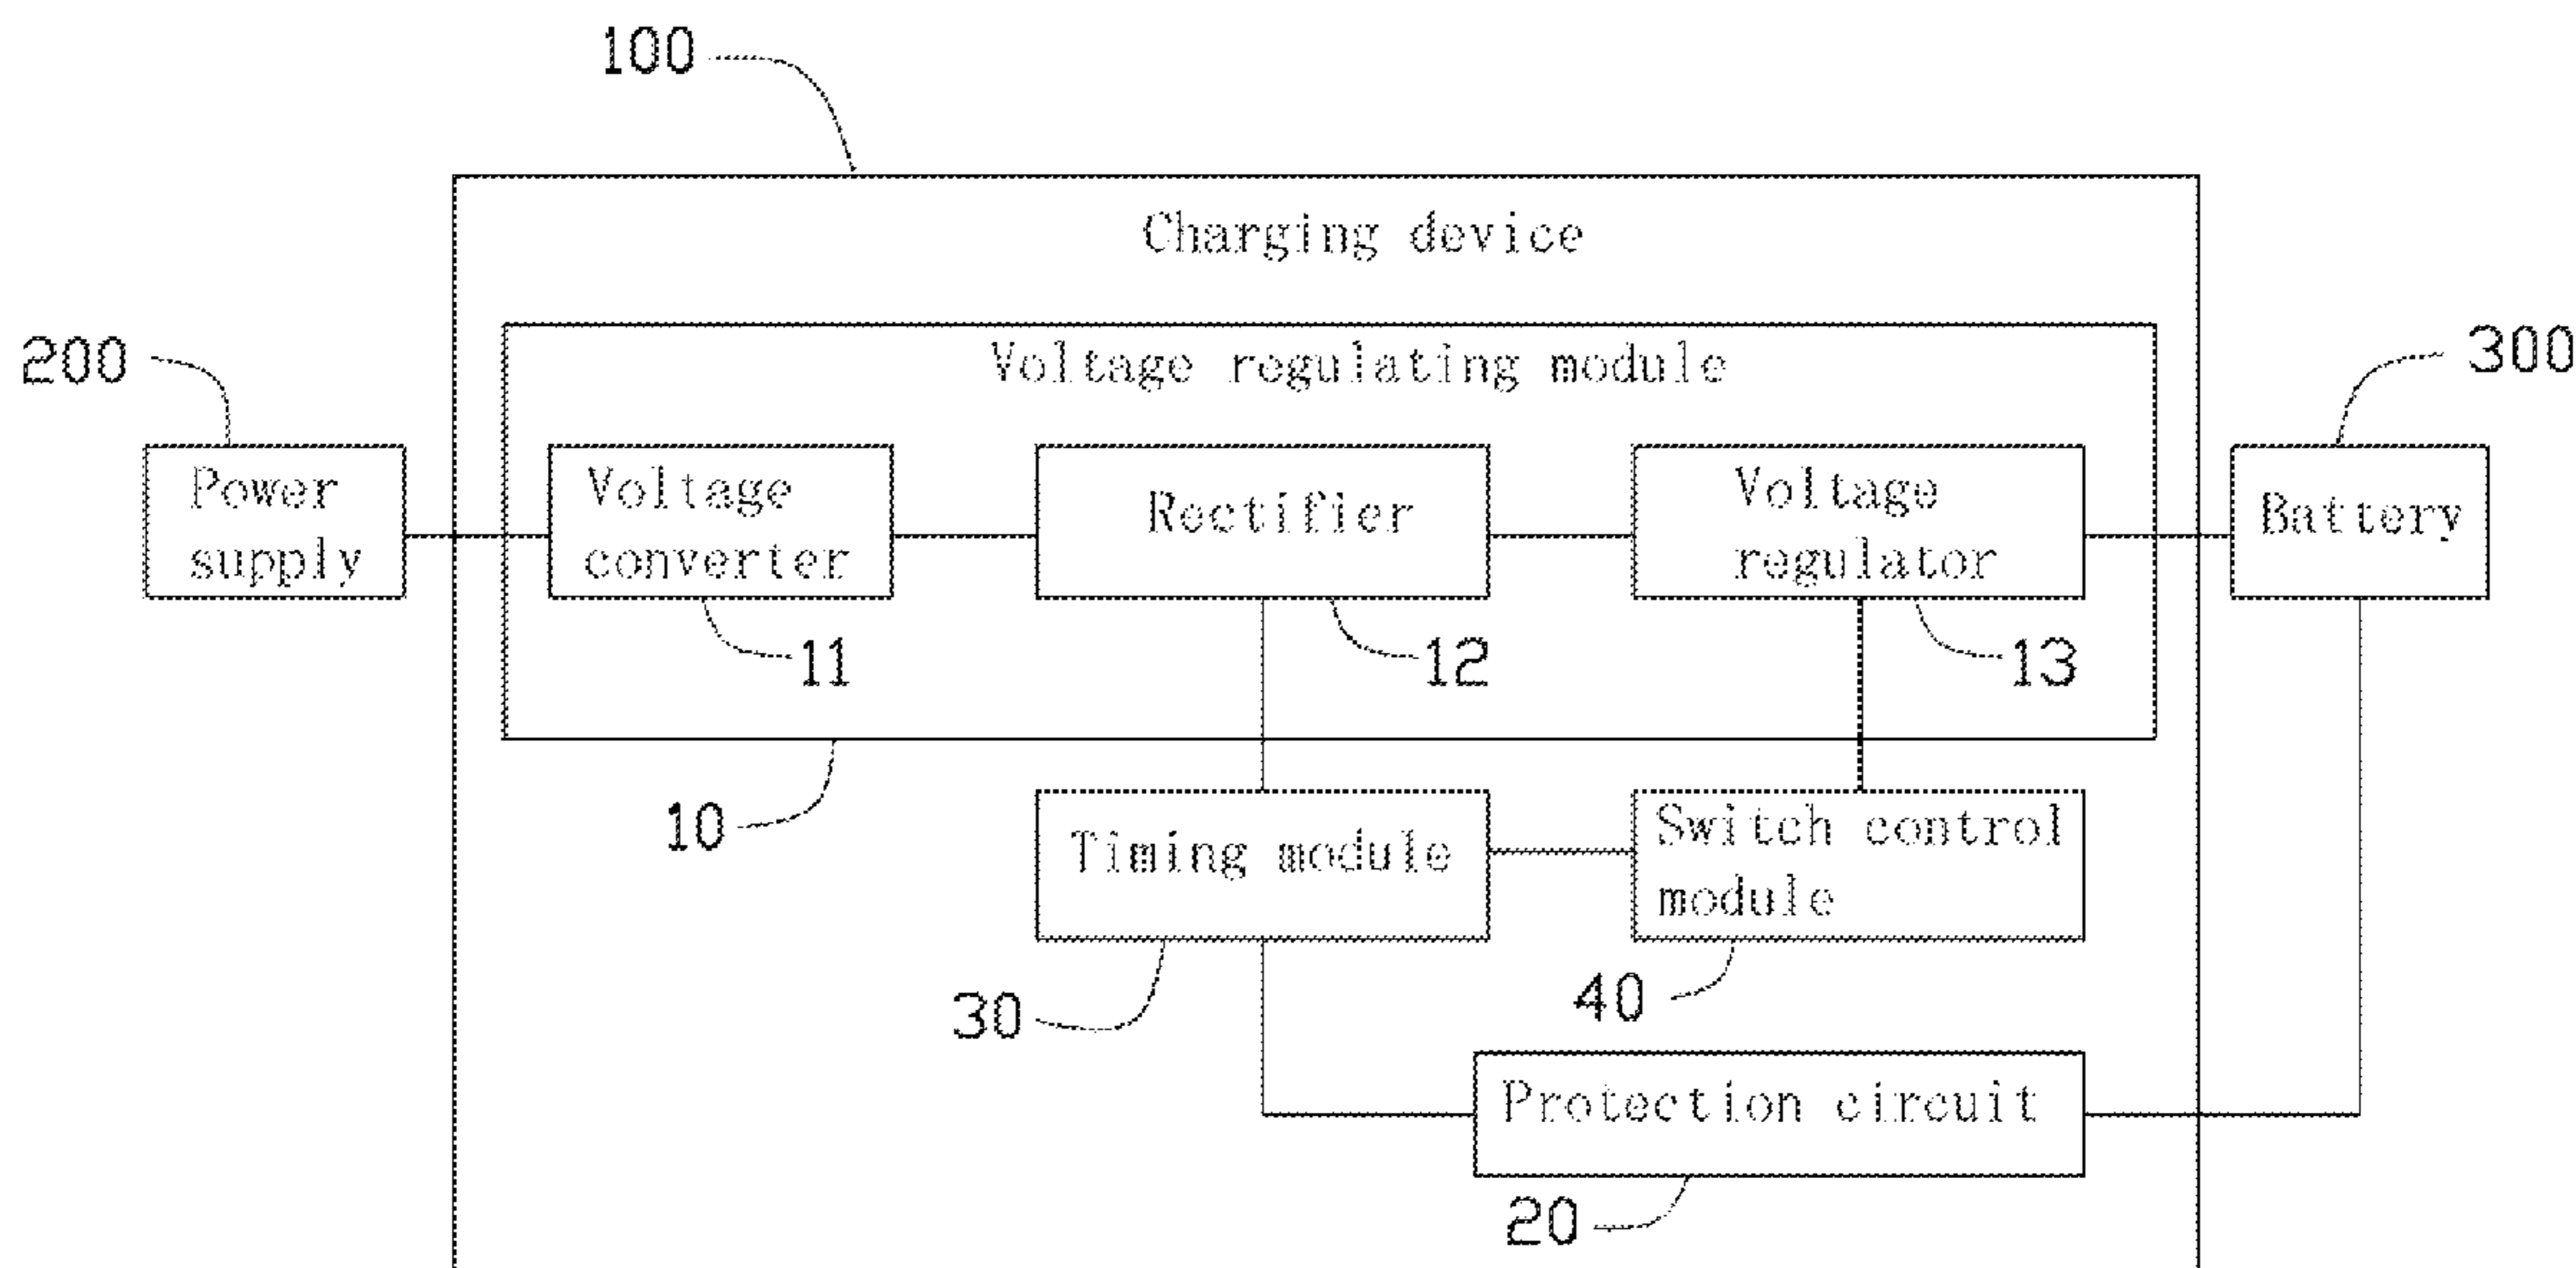 100
Charging device
200
Voltage regulating module
300
Power
supply
Voltage
converter
Rectifier
Voltage
regulator
Battery
11
12
13
10
Timing module
Switch control
module
30
40
Protection circuit
20